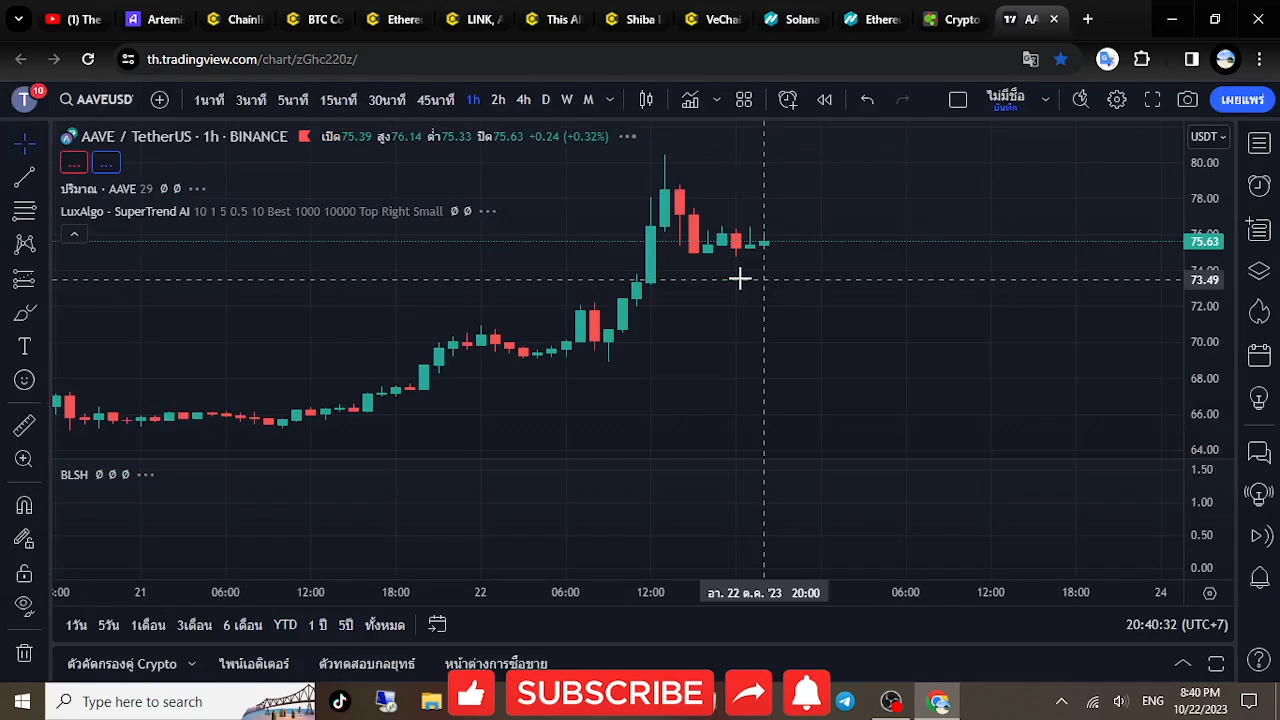 (1) The
Artemis
Chainli
BTC Co
Ethere
LINK, A
This Al
Shiba I
VeChai
Solana
Ethere
Crypto
AA
th.tradingview.com/chart/zGhc220z/
T
10
AAVEUSD
1นาที
3นาที
5นาที
15นาที
30นาที
45นาที
1h
2h
4h
D
W
M
ไม่มีชื่อ
บันทึก
เผยแพร่
AAVE / TetherUS · 1h · BINANCE
เปิด75.39 สูง76.14 ต่ำ75.33 ปิด75.63 +0.24 (+0.32%)
USDT
ปริมาณ · AAVE 29 Ø Ø
LuxAlgo - SuperTrend AI 10 1 5 0.5 10 Best 1000 10000 Top Right Small Ø Ø
80.00
78.00
76.00
75.63
74.00
73.49
72.00
70.00
68.00
66.00
64.00
BLSH Ø Ø Ø
1.50
1.00
0.50
0.00
21
06:00
12:00
18:00
22
06:00
12:00
อา. 22 ต.ค. '23 20:00
06:00
12:00
18:00
24
1วัน
5วัน
1เดือน
3เดือน
6 เดือน
YTD
1 ปี
5ปี
ทั้งหมด
20:40:32 (UTC+7)
ตัวคัดกรองคู่ Crypto
ไพน์เอดิเตอร์
ตัวทดสอบกลยุทธ์
หน้าต่างการซื้อขาย
Type here to search
SUBSCRIBE
ENG
8:40 PM
10/22/2023